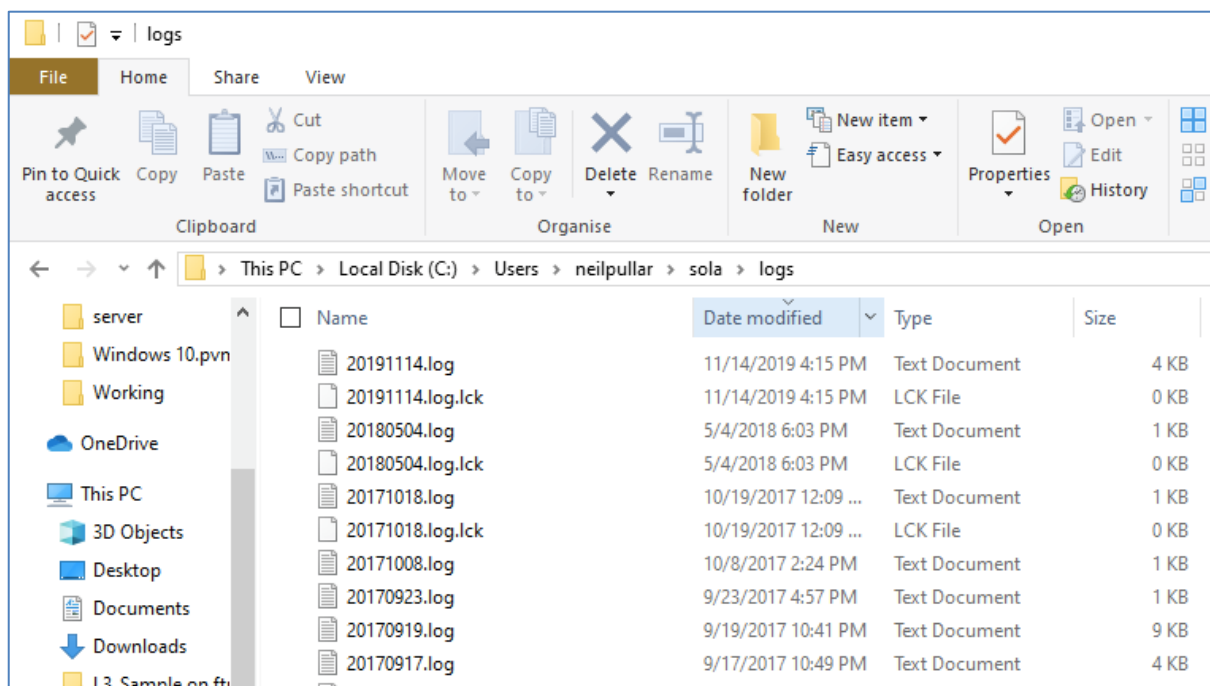 logs
File Home Share View
Pin to Quick access
Copy
Paste
Cut
Copy path
Paste shortcut
Clipboard
Move to
Copy to
Delete
Rename
Organise
New folder
New item
Easy access
New
Properties
Open
Edit
History
Open
This PC > Local Disk (C:) > Users > neilpullar > sola > logs
server
Windows 10.pvm
Working
OneDrive
This PC
3D Objects
Desktop
Documents
Downloads
L3 Sample on
Name Date modified Type Size
20191114.log 11/14/2019 4:15 PM Text Document 4 KB
20191114.log.lck 11/14/2019 4:15 PM LCK File 0 KB
20180504.log 5/4/2018 6:03 PM Text Document 1 KB
20180504.log.lck 5/4/2018 6:03 PM LCK File 0 KB
20171018.log 10/19/2017 12:09 ... Text Document 1 KB
20171018.log.lck 10/19/2017 12:09 ... LCK File 0 KB
20171008.log 10/8/2017 2:24 PM Text Document 1 KB
20170923.log 9/23/2017 4:57 PM Text Document 1 KB
20170919.log 9/19/2017 10:41 PM Text Document 9 KB
20170917.log 9/17/2017 10:49 PM Text Document 4 KB